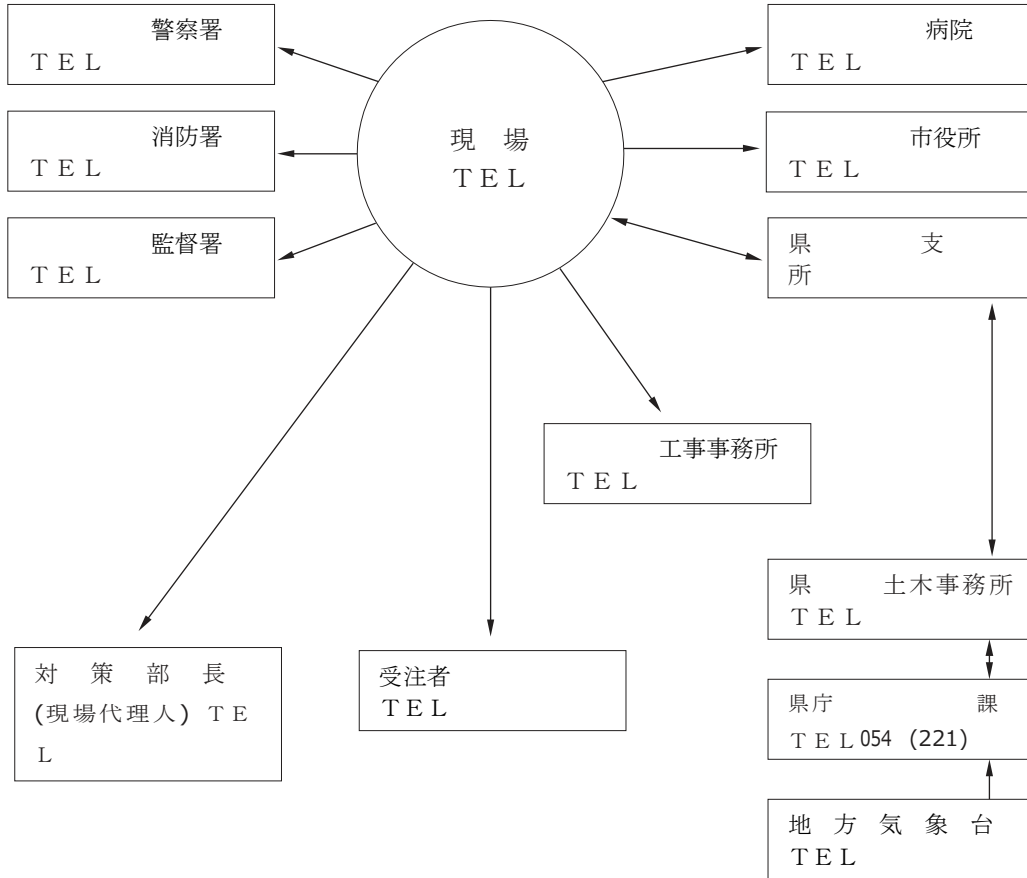 警察署
ＴＥＬ
消防署
ＴＥＬ
監督署
ＴＥＬ
現 場
ＴＥＬ
病院
ＴＥＬ
市役所
ＴＥＬ
県 支
所
工事事務所
ＴＥＬ
県 土木事務所
ＴＥＬ
対 策 部 長
(現場代理人) ＴＥ
Ｌ
受注者
ＴＥＬ
県庁 課
ＴＥＬ054 (221)
地 方 気 象 台
ＴＥＬ